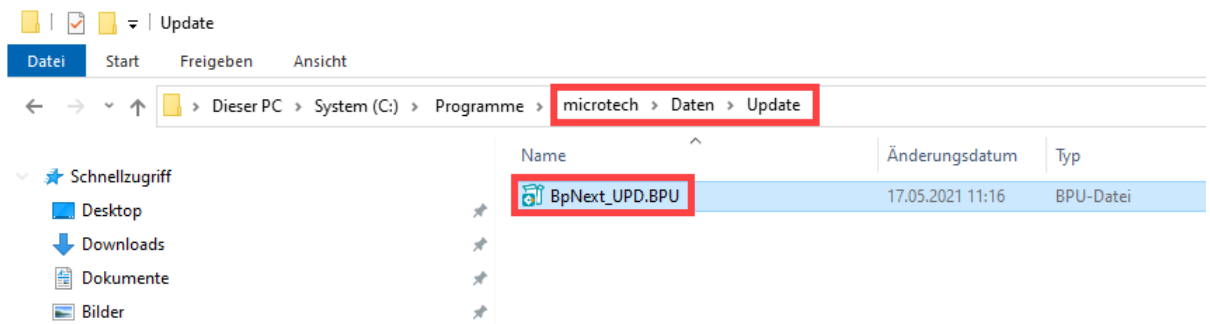 Update
Datei Start Freigeben Ansicht
Dieser PC > System (C:) > Programme > microtech > Daten > Update
Name Änderungsdatum Typ
Schnellzugriff
BpNext_UPD.BPU 17.05.2021 11:16 BPU-Datei
Desktop
Downloads
Dokumente
Bilder